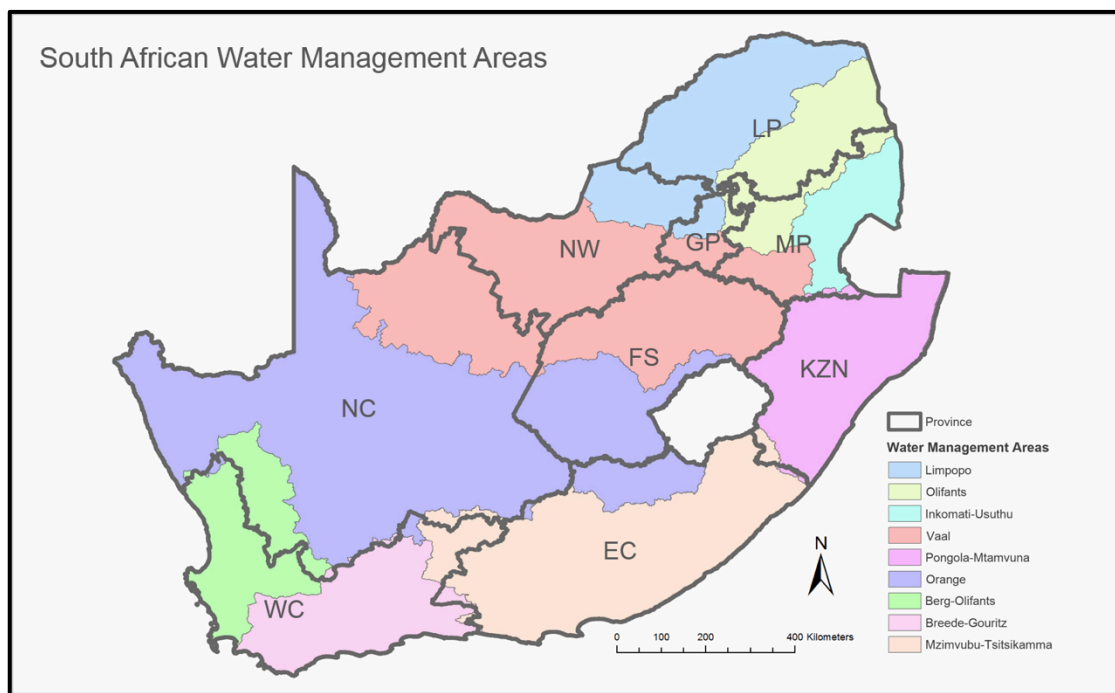 South African Water Management Areas
LP
NW
GP
MP
FS
KZN
NC
EC
WC
Province
Water Management Areas
Limpopo
Olifants
Inkomati-Usuthu
Vaal
Pongola-Mtamvuna
Orange
Berg-Olifants
Breede-Gouritz
Mzimvubu-Tsitsikamma
N
0 100 200 400 Kilometers